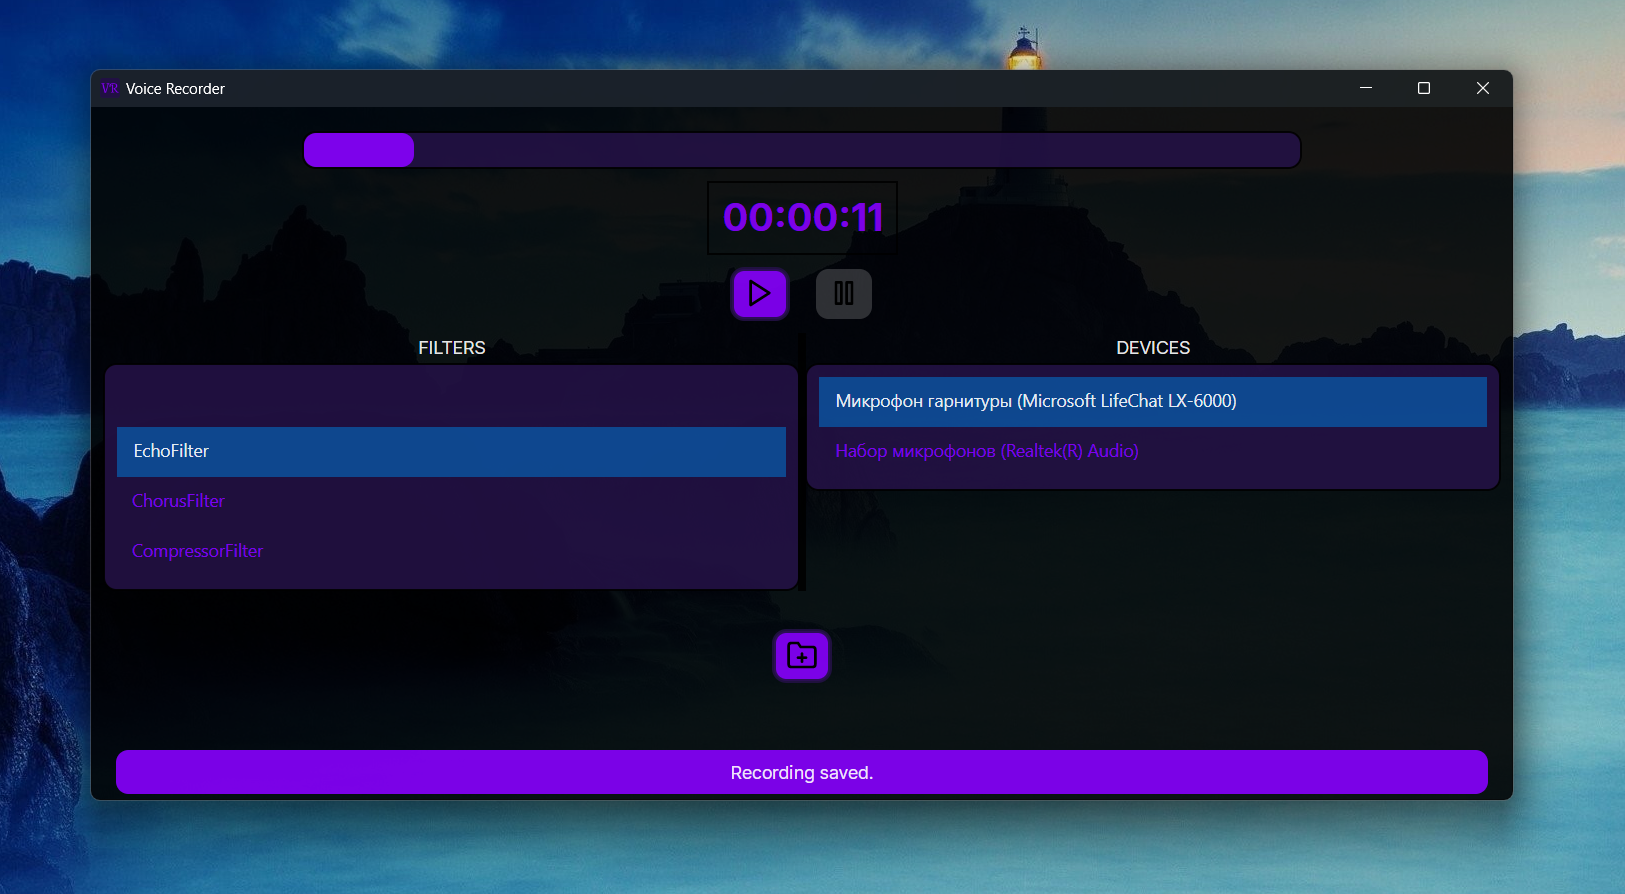 VR Voice Recorder
00:00:11
FILTERS
DEVICES
EchoFilter
ChorusFilter
CompressorFilter
Микрофон гарнитуры (Microsoft LifeChat LX-6000)
Набор микрофонов (Realtek(R) Audio)
Recording saved.